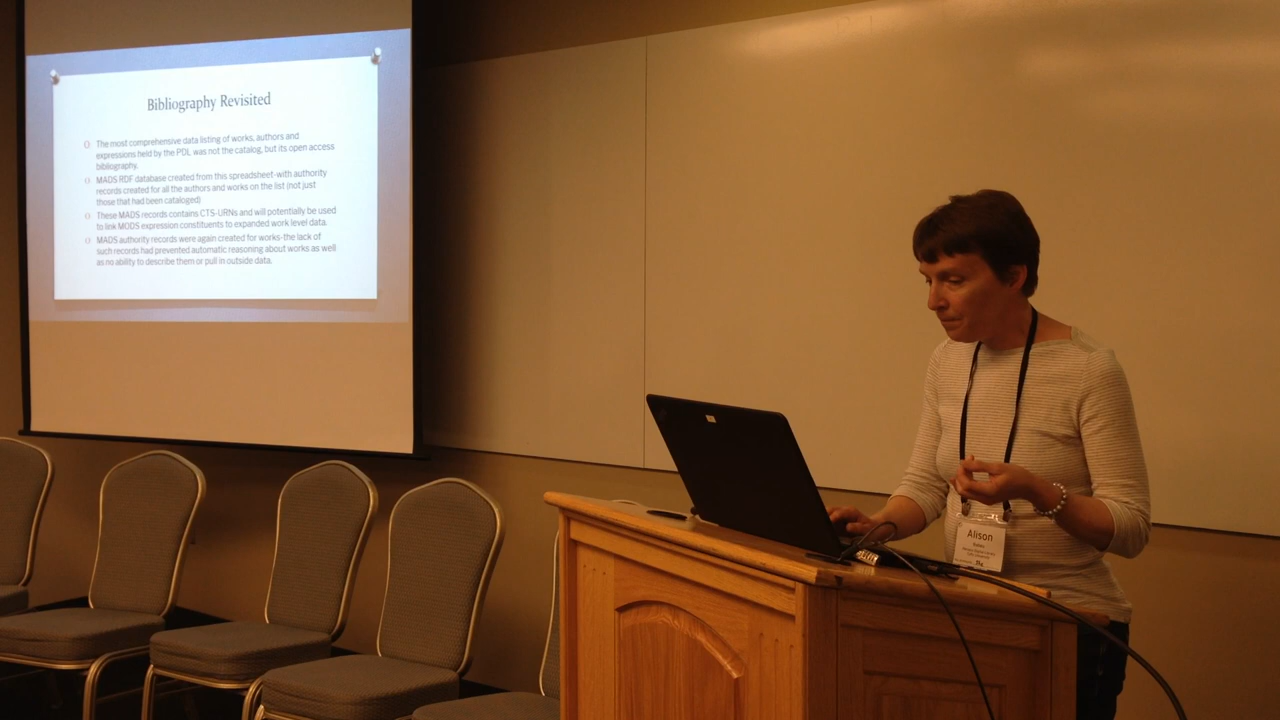 Bibliography Revisited
The most comprehensive data listing of works, authors and
expressions held by the PDL was not the catalog, but its open access
bibliography.
MADS RDF database created from this spreadsheet-with authority
records created for all the authors and works on the list (not just
those that had been cataloged)
These MADS records contains CTS-URNs and will potentially be used
to link MODS expression constituents to expanded work level data.
MADS authority records were again created for works-the lack of
such records had prevented automatic reasoning about works as well
as no ability to describe them or pull in outside data.
Alison